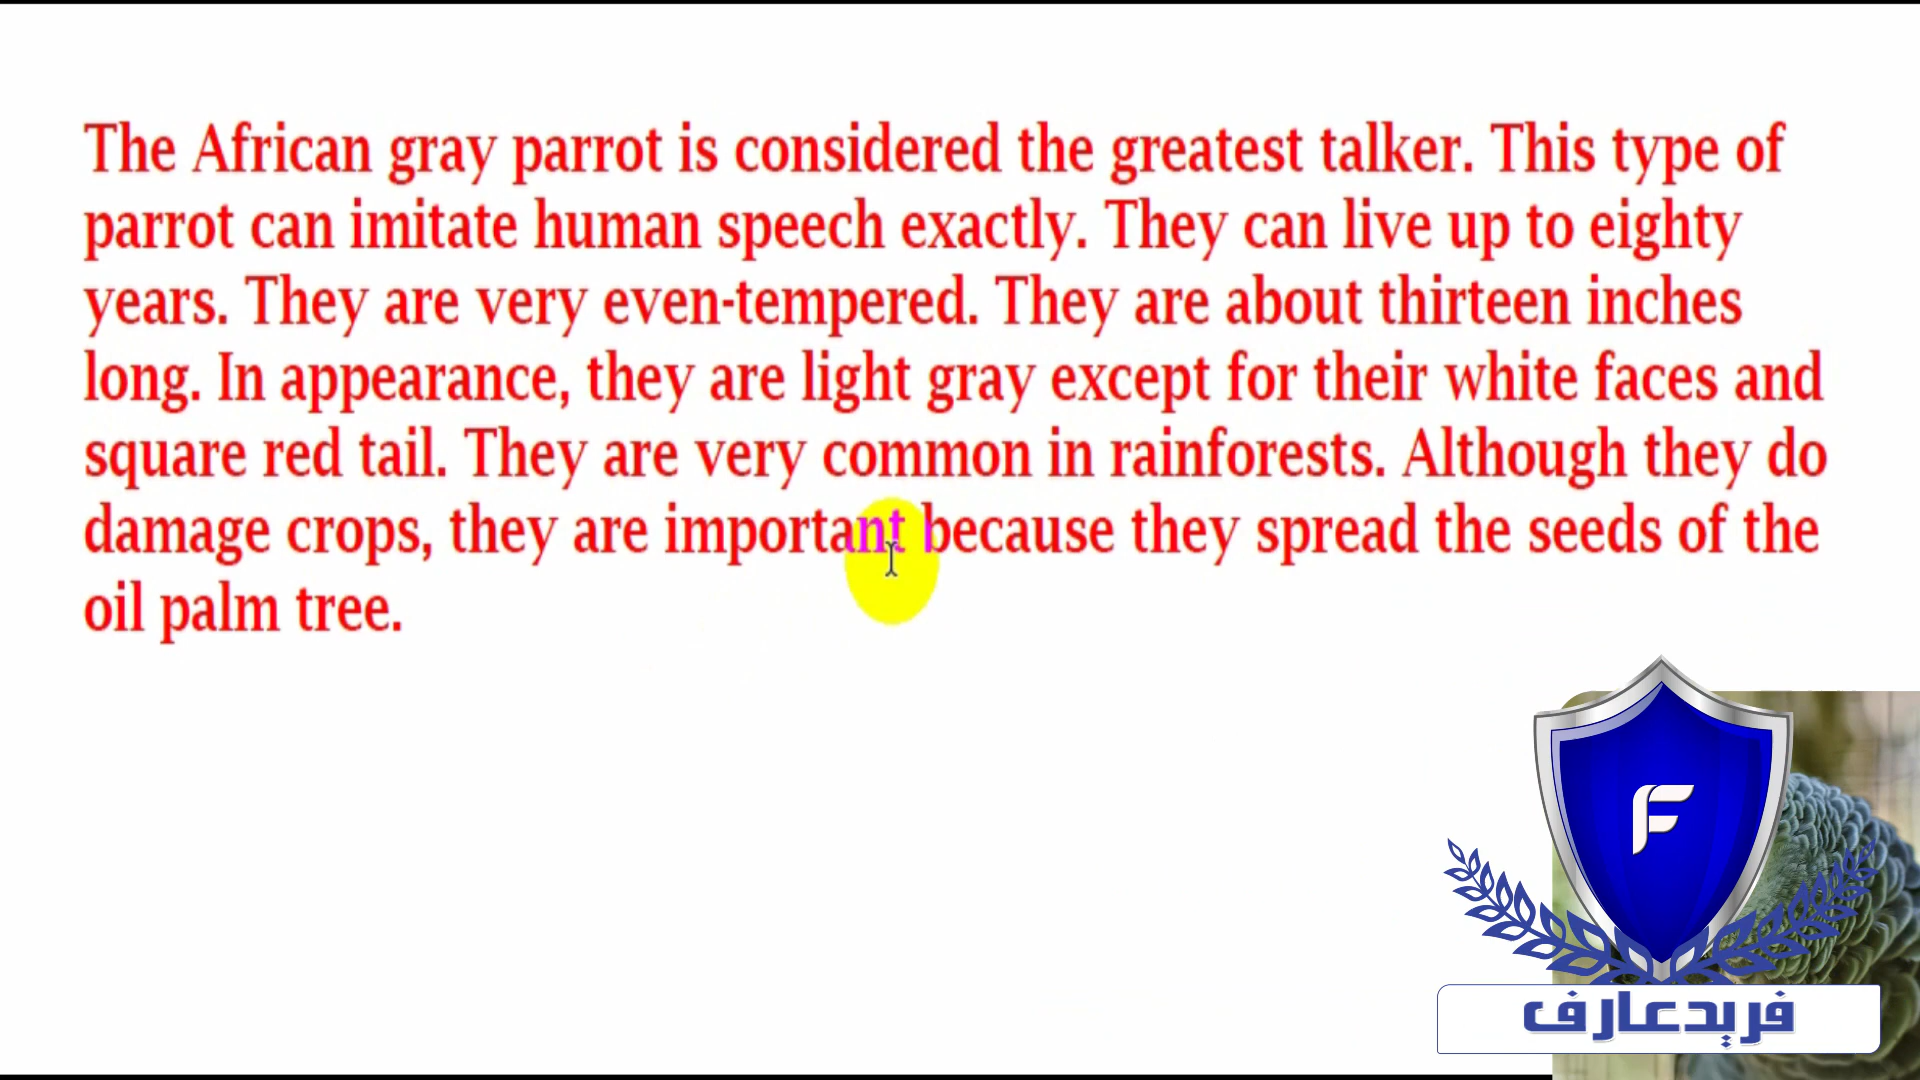 The African gray parrot is considered the greatest talker. This type of
parrot can imitate human speech exactly. They can live up to eighty
years. They are very even-tempered. They are about thirteen inches
long. In appearance, they are light gray except for their white faces and
square red tail. They are very common in rainforests. Although they do
damage crops, they are important because they spread the seeds of the
oil palm tree.
F
فریدعارف